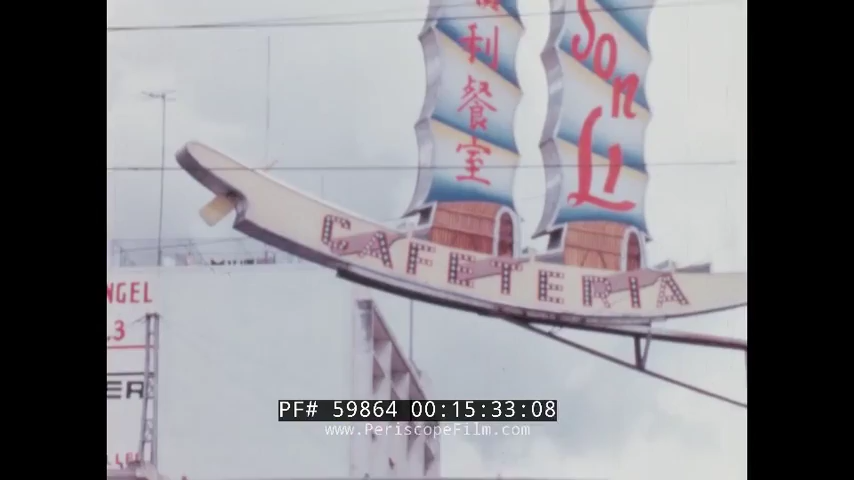 利餐室
Son
Li
CAFETERIA
NGEL
.3
ER
PF# 59864 00:15:33:08
www.PeriscopeFilm.com